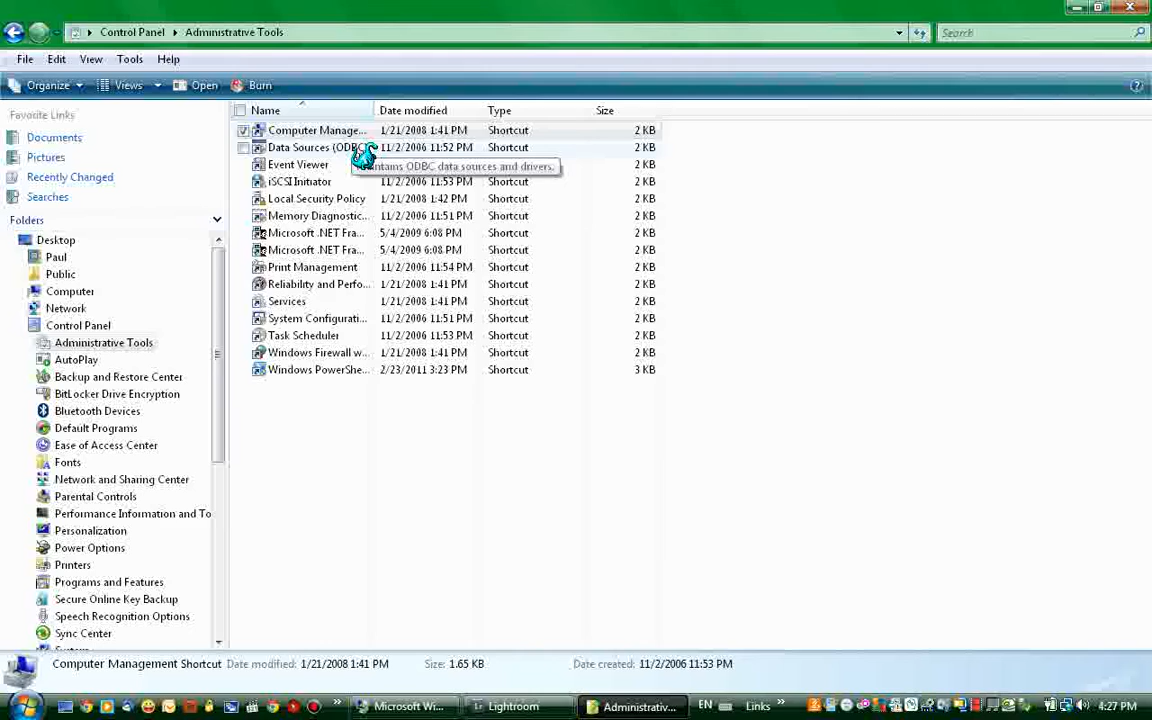 Control Panel Administrative Tools Search
File Edit View Tools Help
Organize Views Open Burn
Favorite Links
Documents
Pictures
Recently Changed
Searches
Folders
Desktop
Paul
Public
Computer
Network
Control Panel
Administrative Tools
AutoPlay
Backup and Restore Center
BitLocker Drive Encryption
Bluetooth Devices
Default Programs
Ease of Access Center
Fonts
Network and Sharing Center
Parental Controls
Performance Information and To
Personalization
Power Options
Printers
Programs and Features
Secure Online Key Backup
Speech Recognition Options
Sync Center
Name Date modified Type Size
Computer Manage... 1/21/2008 1:41 PM Shortcut 2 KB
Data Sources (ODBC 11/2/2006 11:52 PM Shortcut 2 KB
ODBC data sources and drivers.
Event Viewer
iSCSI Initiator 11/2/2006 11:53 PM Shortcut 2 KB
Local Security Policy 1/21/2008 1:42 PM Shortcut 2 KB
Memory Diagnostic... 11/2/2006 11:51 PM Shortcut 2 KB
Microsoft .NET Fra... 5/4/2009 6:08 PM Shortcut 2 KB
Microsoft .NET Fra... 5/4/2009 6:08 PM Shortcut 2 KB
Print Management 11/2/2006 11:54 PM Shortcut 2 KB
Reliability and Perfo... 1/21/2008 1:41 PM Shortcut 2 KB
Services 1/21/2008 1:41 PM Shortcut 2 KB
System Configurati... 11/2/2006 11:51 PM Shortcut 2 KB
Task Scheduler 11/2/2006 11:53 PM Shortcut 2 KB
Windows Firewall w... 1/21/2008 1:41 PM Shortcut 2 KB
Windows PowerShe... 2/23/2011 3:23 PM Shortcut 3 KB
Computer Management Shortcut Date modified: 1/21/2008 1:41 PM Size: 1.65 KB Date created: 11/2/2006 11:53 PM
Microsoft Wi... Lightroom Administrativ... EN Links 4:27 PM